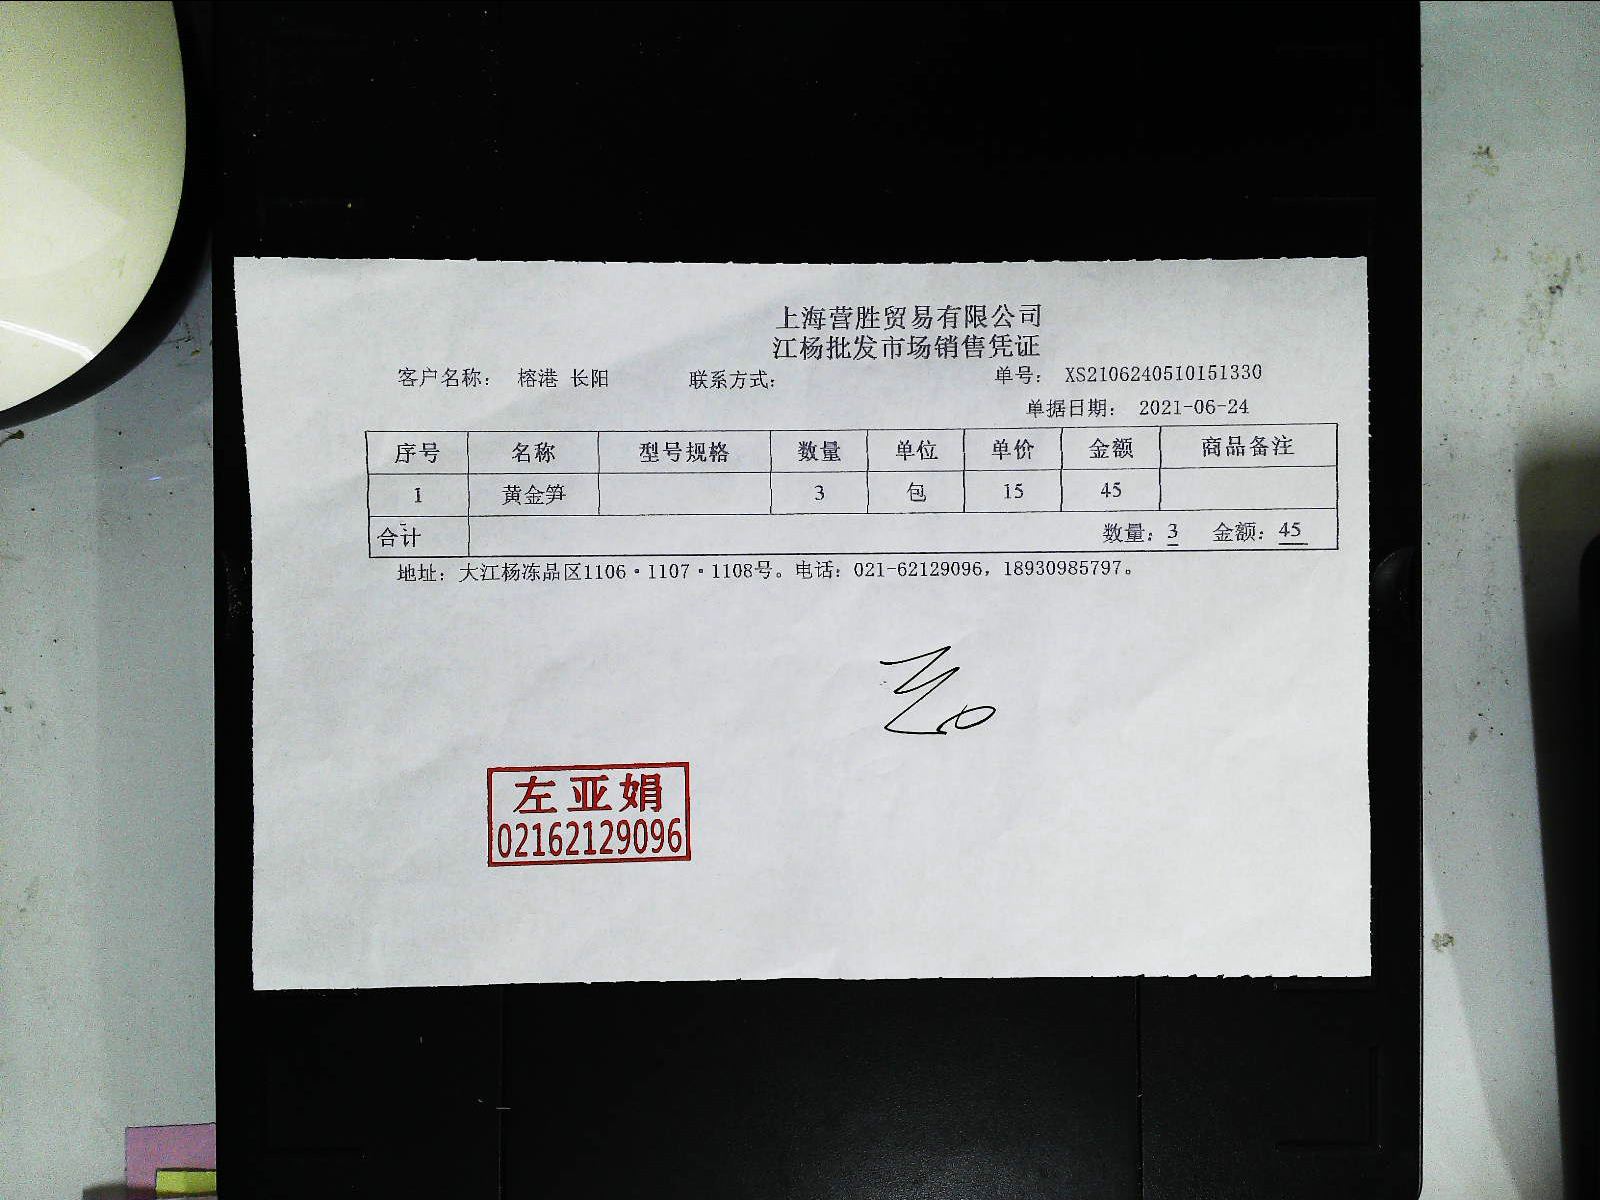 上海营胜贸易有限公司
江杨批发市场销售凭证
客户名称： 榕港 长阳 联系方式： 单号： XS2106240510151330
单据日期： 2021-06-24
序号 名称 型号规格 数量 单位 单价 金额 商品备注
1 黄金笋 3 包 15 45
合计 数量：3 金额：45
地址：大江杨冻品区1106·1107·1108号。电话：021-62129096，18930985797。
左亚娟
02162129096